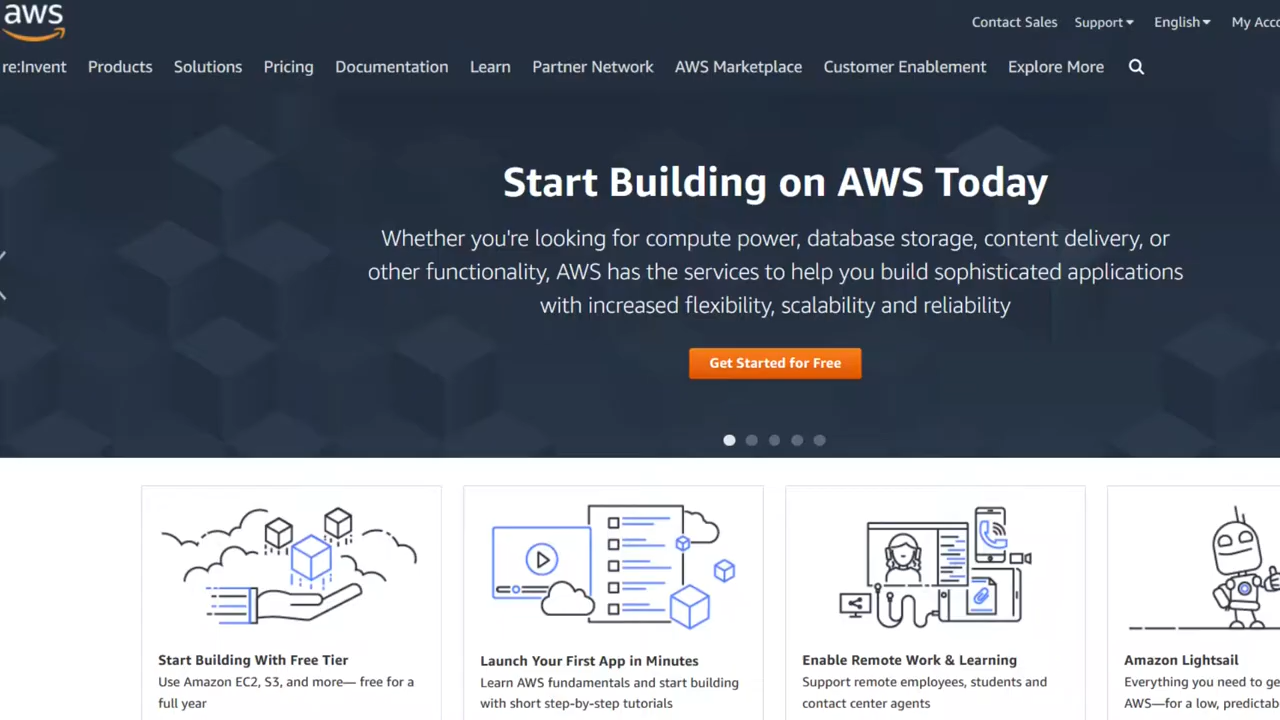 aws
Contact Sales Support English My Acco
re:Invent Products Solutions Pricing Documentation Learn Partner Network AWS Marketplace Customer Enablement Explore More
Start Building on AWS Today
Whether you're looking for compute power, database storage, content delivery, or
other functionality, AWS has the services to help you build sophisticated applications
with increased flexibility, scalability and reliability
Get Started for Free
Start Building With Free Tier
Use Amazon EC2, S3, and more— free for a
full year
Launch Your First App in Minutes
Learn AWS fundamentals and start building
with short step-by-step tutorials
Enable Remote Work & Learning
Support remote employees, students and
contact center agents
Amazon Lightsail
Everything you need to ge
AWS—for a low, predictab